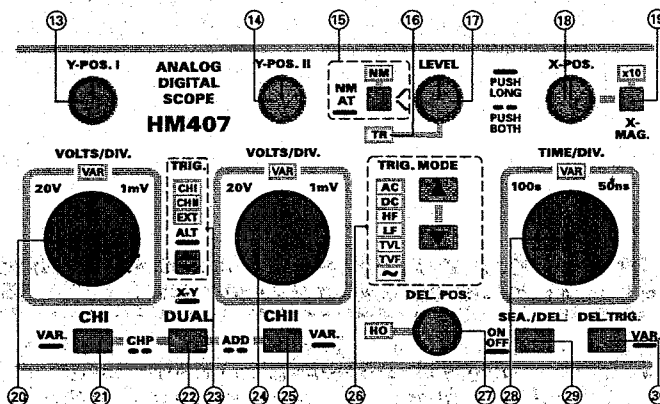 13 14 15 16 17 18
Y-POS. I
ANALOG
DIGITAL
SCOPE
HM407
Y-POS. II
NM
AT
NM
LEVEL
TR
PUSH
LONG
PUSH
BOTH
X-POS.
x10
X-
MAG.
VOLTS/DIV.
VAR
20V 1mV
TRIG.
CHI
CHII
EXT
ALT
VOLTS/DIV.
VAR
20V 1mV
TRIG. MODE
AC
DC
HF
LF
TVL
TVF
~
TIME/DIV.
VAR
100s 50ns
X-Y
CHI
DUAL
CHII
VAR.
CHP
ADD
VAR.
DEL. POS.
HO
SEA./DEL.
ON
OFF
DEL.TRIG.
VAR
20 21 22 23 24 25 26 27 28 29